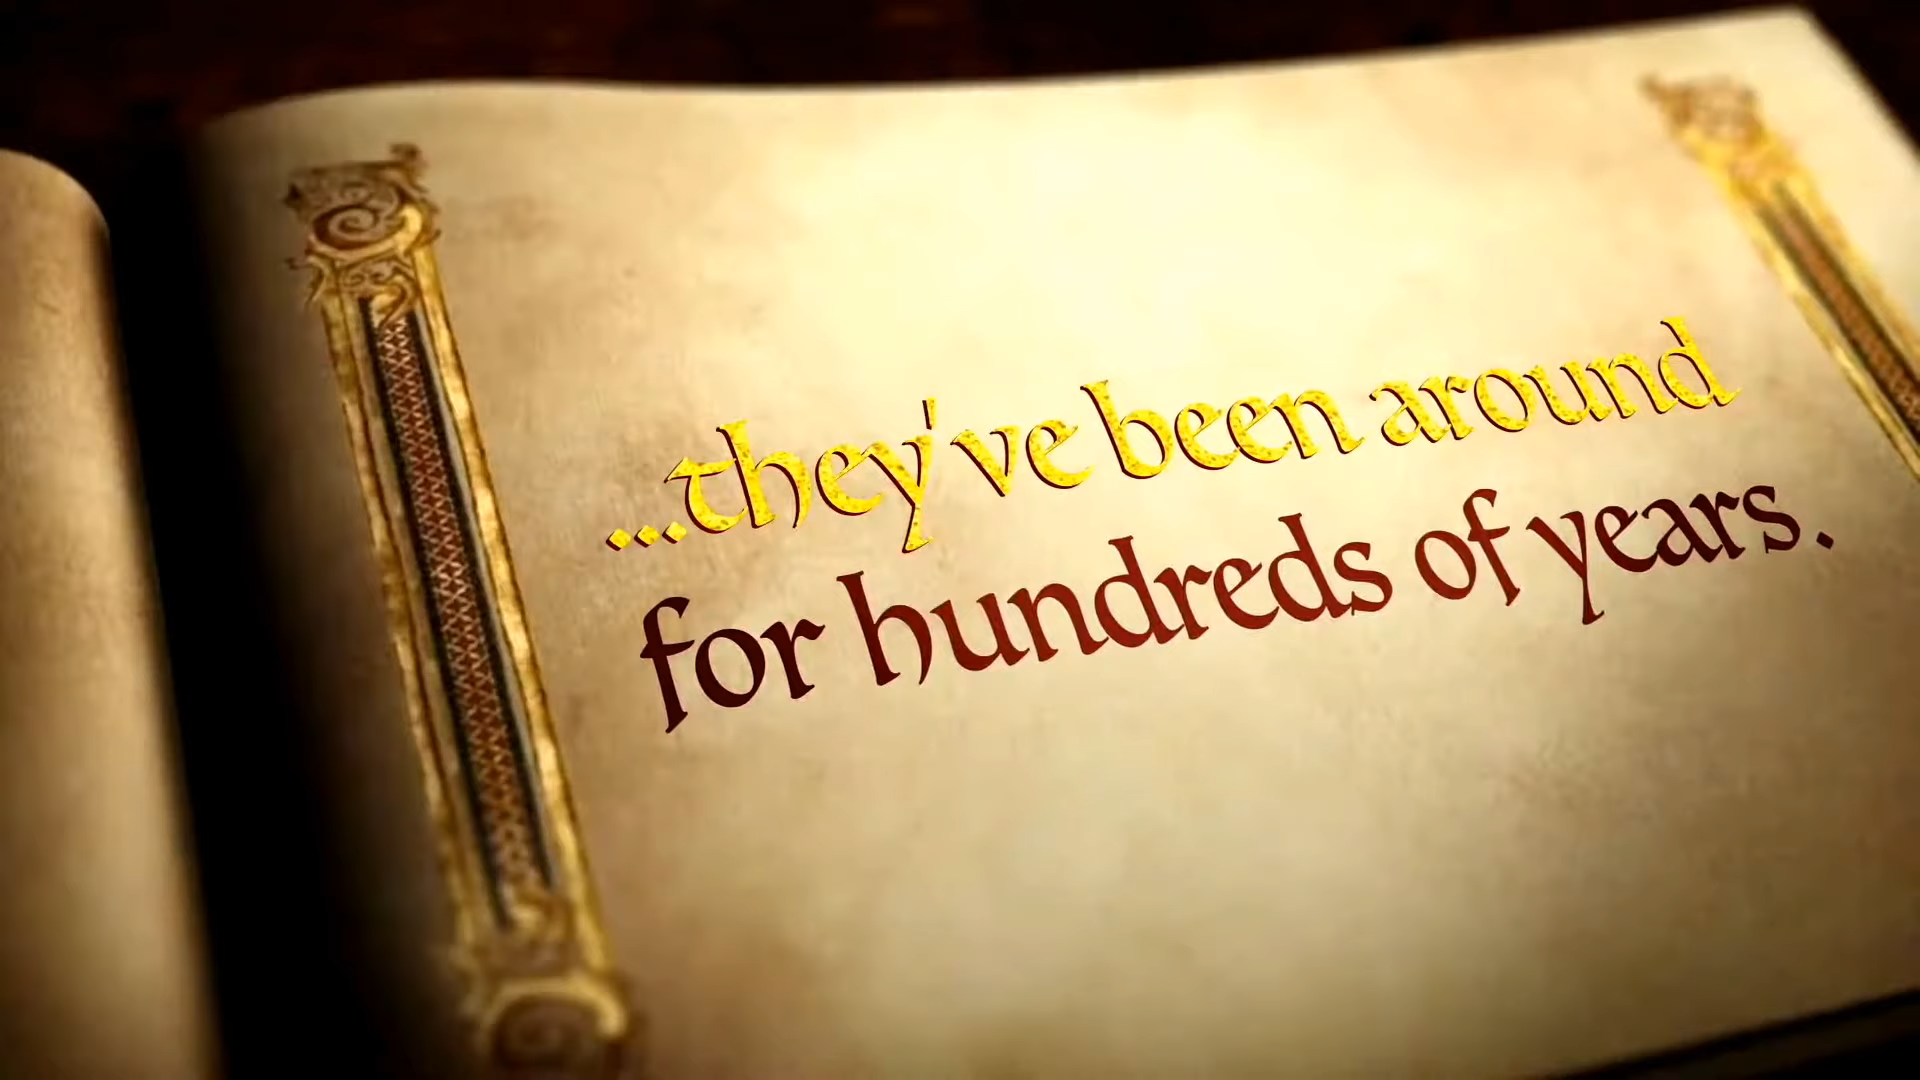 ...they've been around
for hundreds of years.